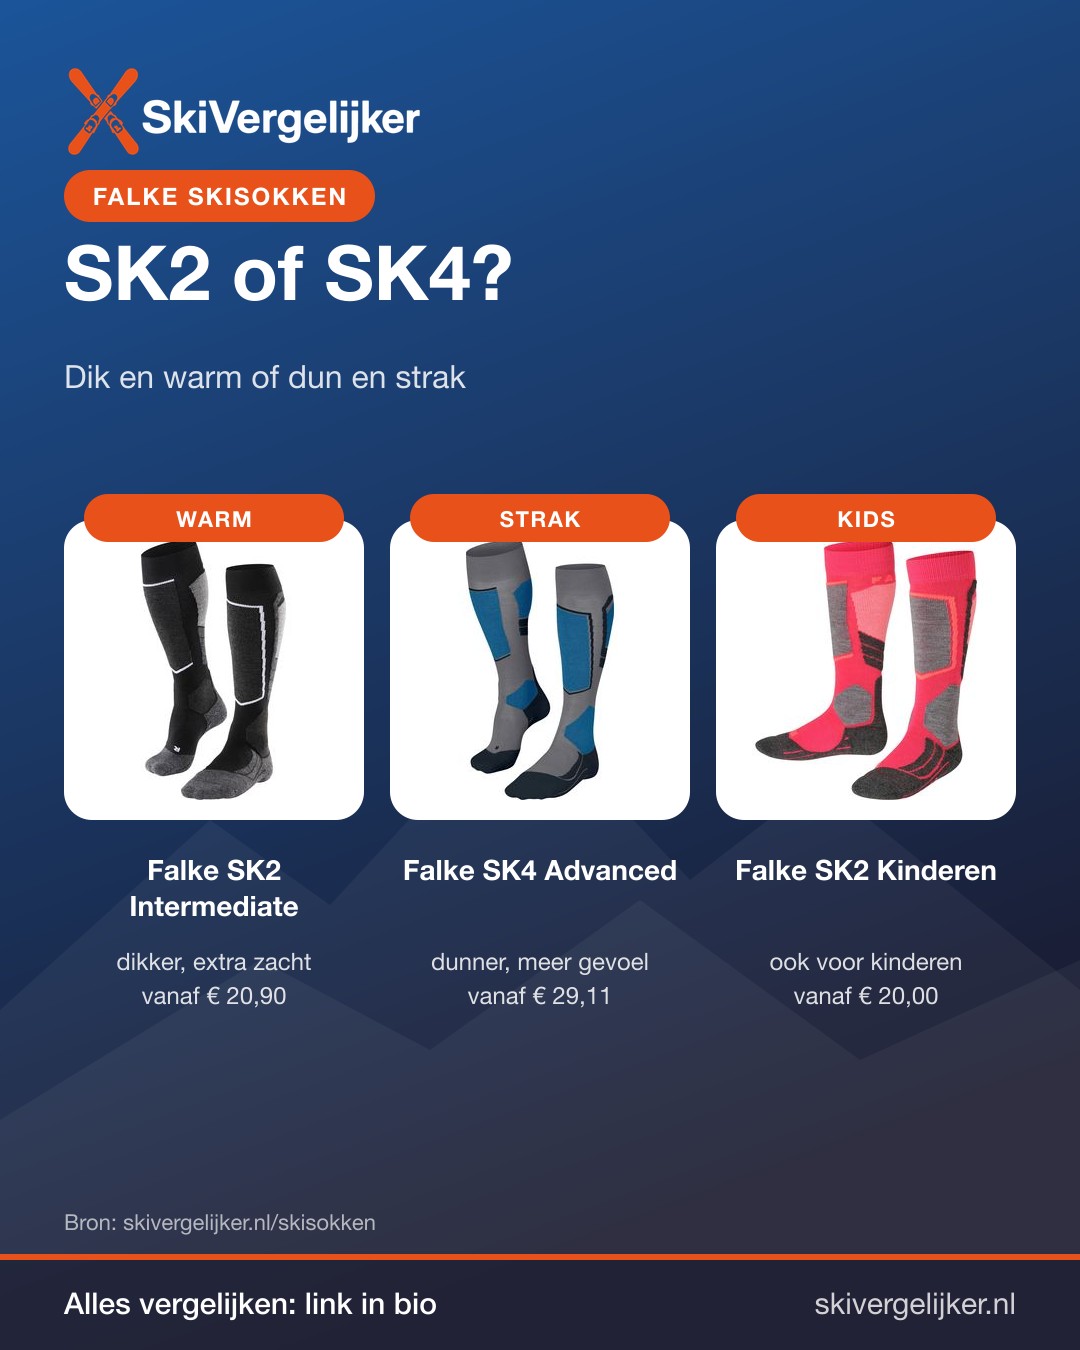 SkiVergelijker
FALKE SKISOKKEN
SK2 of SK4?
Dik en warm of dun en strak
WARM
STRAK
KIDS
Falke SK2
Intermediate
Falke SK4 Advanced
Falke SK2 Kinderen
dikker, extra zacht
vanaf € 20,90
dunner, meer gevoel
vanaf € 29,11
ook voor kinderen
vanaf € 20,00
Bron: skivergelijker.nl/skisokken
Alles vergelijken: link in bio
skivergelijker.nl